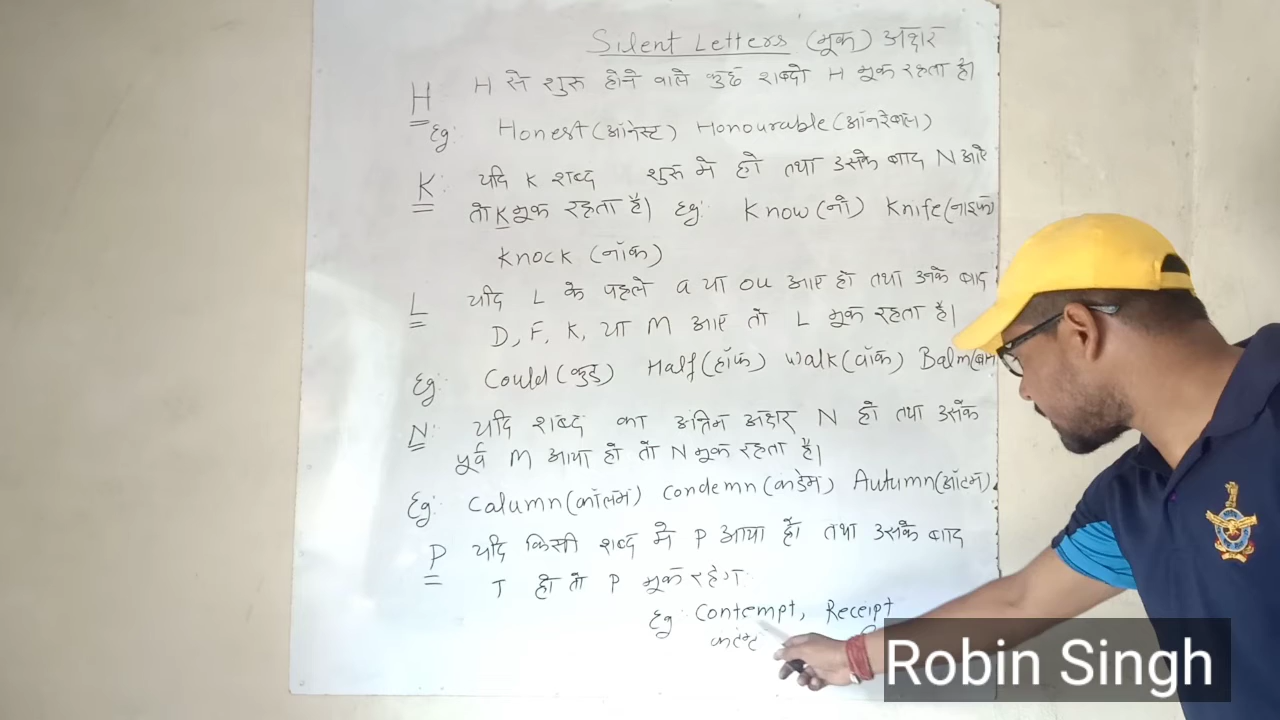 Silent Letters (मूक) अक्षर
H H से शुरू होने वाले कुछ शब्दो H मूक रहता है।
Eg: Honest (ऑनेस्ट) Honourable (ऑनरेबल)
K: यदि K शब्द शुरू मे हो तथा उसके बाद N आऐ
तो K मूक रहता है। Eg: Know (नो) Knife (नाइफ)
Knock (नॉक)
L यदि L के पहले a या ou आए हो तथा उनके बाद
D, F, K, या M आए तो L मूक रहता है।
Eg: Could (कुड) Half (हॉफ) Walk (वॉक) Balm
N: यदि शब्द का अंतिम अक्षर N हो तथा उसके
पूर्व M आया हो तो N मूक रहता है।
Eg: Calumn (कॉलम) Condemn (कंडेम) Autumn (ऑटम)
P यदि किसी शब्द मे P आया हो तथा उसके बाद
T हो तो P मूक रहेगा
Eg: Contempt, Receipt
Robin Singh